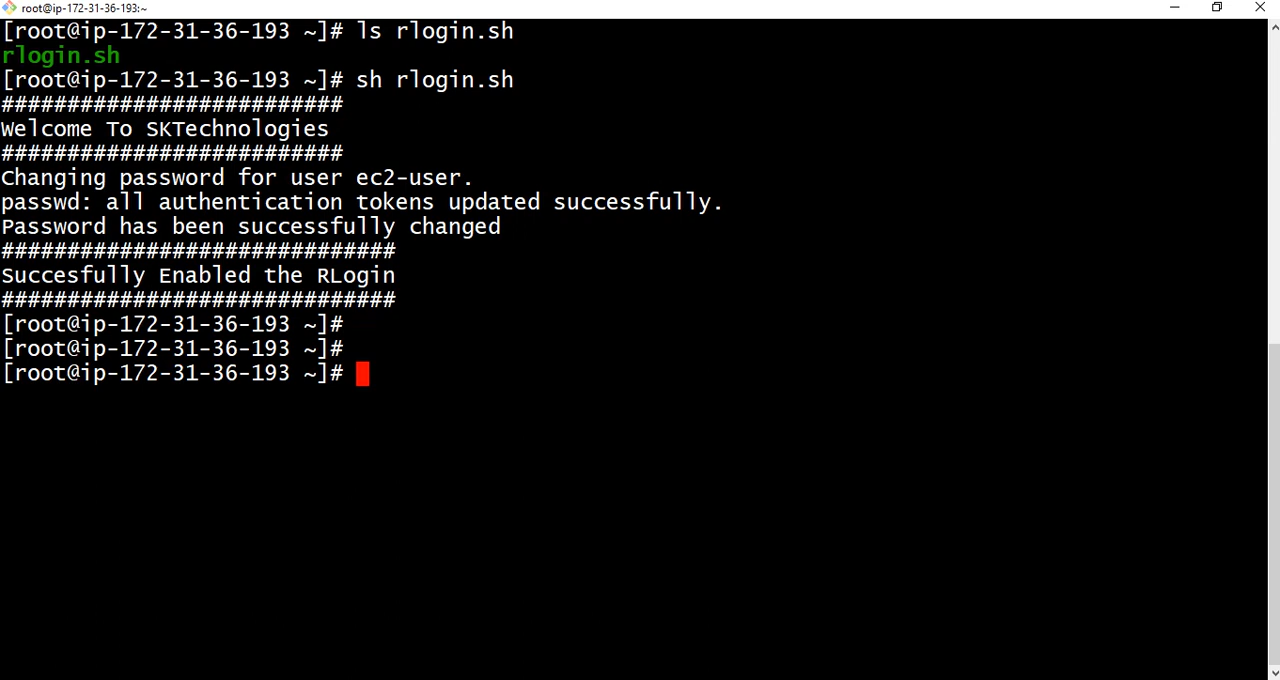 root@ip-172-31-36-193:~
[root@ip-172-31-36-193 ~]# ls rlogin.sh
rlogin.sh
[root@ip-172-31-36-193 ~]# sh rlogin.sh
##########################
Welcome To SKTechnologies
##########################
Changing password for user ec2-user.
passwd: all authentication tokens updated successfully.
Password has been successfully changed
##############################
Succesfully Enabled the RLogin
##############################
[root@ip-172-31-36-193 ~]#
[root@ip-172-31-36-193 ~]#
[root@ip-172-31-36-193 ~]#